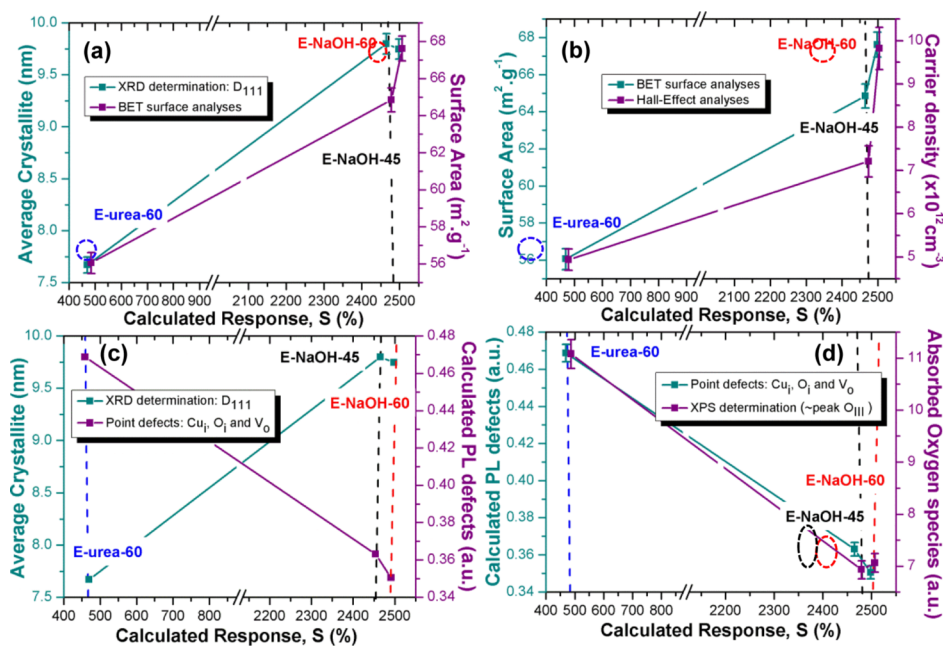 (a)
E-NaOH-60
XRD determination: D111
BET surface analyses
E-NaOH-45
E-urea-60
Average Crystallite (nm)
10.0
9.5
9.0
8.5
8.0
7.5
Surface Area (m2.g-1)
68
66
64
62
60
58
56
400 500 600 700 800 900 2200 2300 2400 2500
Calculated Response, S (%)
(b)
E-NaOH-60
BET surface analyses
Hall-Effect analyses
E-NaOH-45
E-urea-60
Surface Area (m2.g-1)
68
66
64
62
60
58
56
Carrier density (x1012cm-3)
10
9
8
7
6
5
400 500 600 700 800 900 2200 2300 2400 2500
Calculated Response, S (%)
(c)
E-NaOH-45
XRD determination: D111
Point defects: Cui, Oi and Vo
E-NaOH-60
E-urea-60
Average Crystallite (nm)
10.0
9.5
9.0
8.5
8.0
7.5
Calculated PL defects (a.u.)
0.48
0.46
0.44
0.42
0.40
0.38
0.36
0.34
400 500 600 700 800 2200 2300 2400 2500
Calculated Response, S (%)
(d)
E-urea-60
Point defects: Cui, Oi and Vo
XPS determination (~peak OIII)
E-NaOH-60
E-NaOH-45
Calculated PL defects (a.u.)
0.48
0.46
0.44
0.42
0.40
0.38
0.36
0.34
Absorbed Oxygen species (a.u.)
11
10
9
8
7
400 500 600 700 800 2200 2300 2400 2500
Calculated Response, S (%)